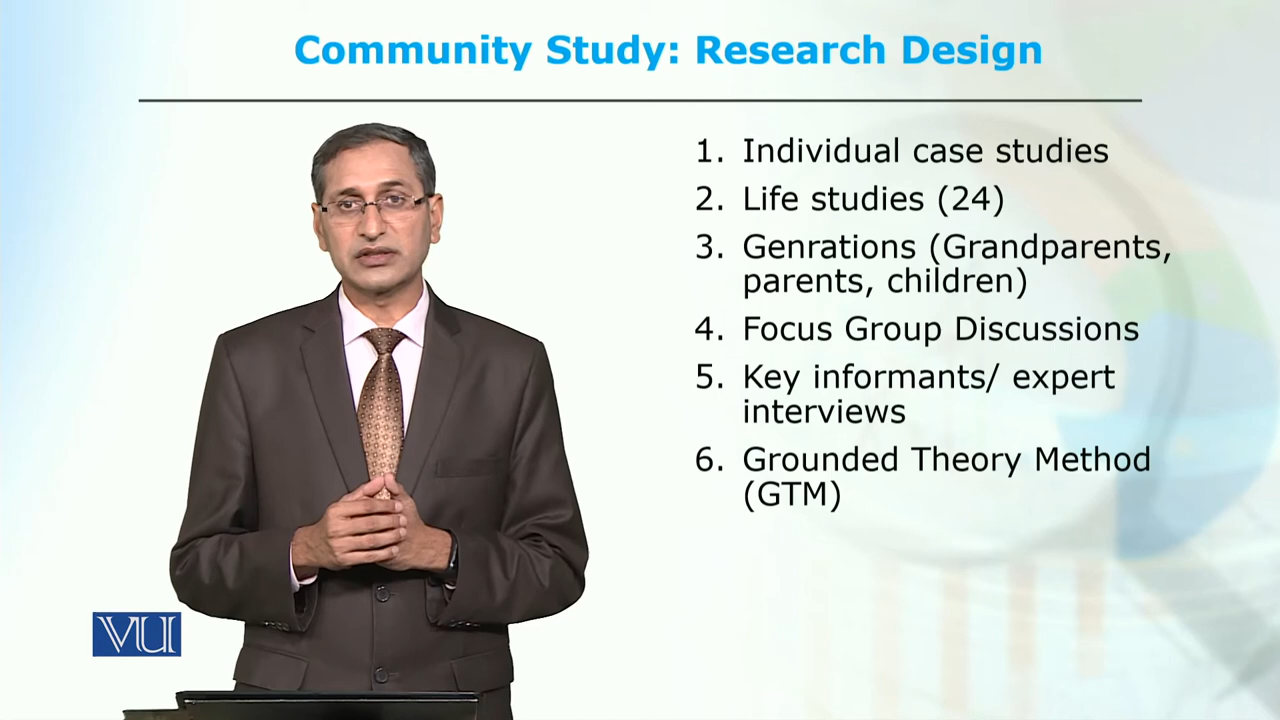 Community Study: Research Design
1. Individual case studies
2. Life studies (24)
3. Genrations (Grandparents,
parents, children)
4. Focus Group Discussions
5. Key informants/ expert
interviews
6. Grounded Theory Method
(GTM)
VU